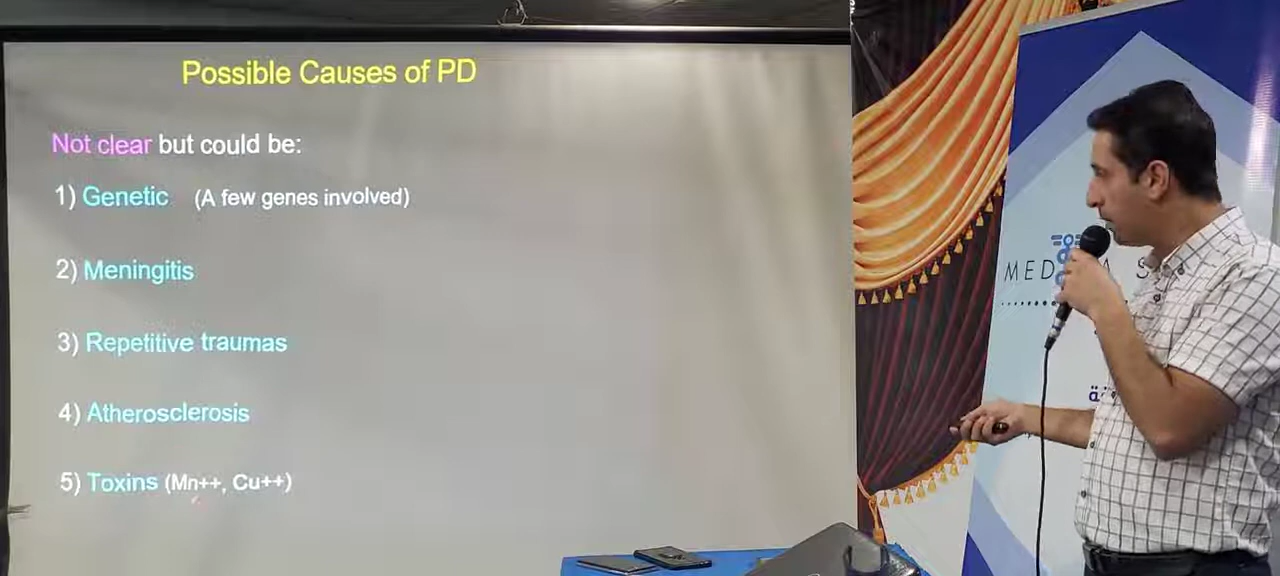 Possible Causes of PD
Not clear but could be:
1) Genetic (A few genes involved)
2) Meningitis
3) Repetitive traumas
4) Atherosclerosis
5) Toxins (Mn++, Cu++)